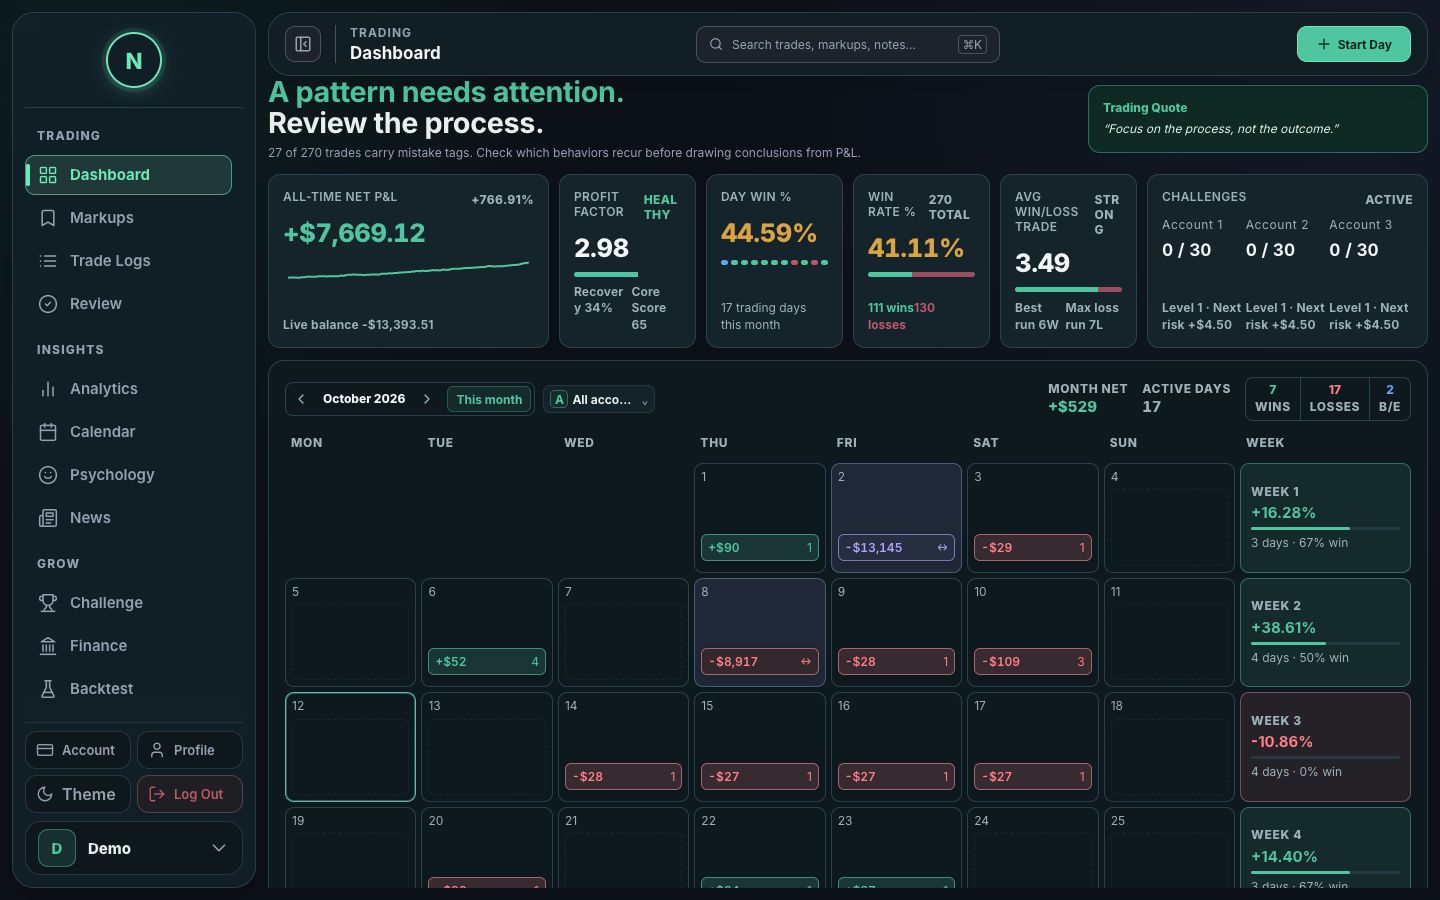 N
TRADING
Dashboard
Markups
Trade Logs
Review
INSIGHTS
Analytics
Calendar
Psychology
News
GROW
Challenge
Finance
Backtest
Account
Profile
Theme
Log Out
D
Demo
TRADING
Dashboard
Search trades, markups, notes...
⌘K
Start Day
A pattern needs attention.
Review the process.
27 of 270 trades carry mistake tags. Check which behaviors recur before drawing conclusions from P&L.
Trading Quote
“Focus on the process, not the outcome.”
ALL-TIME NET P&L
+766.91%
+$7,669.12
Live balance -$13,393.51
PROFIT
FACTOR
HEAL
THY
2.98
Recover
y 34%
Core
Score
65
DAY WIN %
44.59%
17 trading days
this month
WIN
RATE %
270
TOTAL
41.11%
111 wins130
losses
AVG
WIN/LOSS
TRADE
STR
ON
G
3.49
Best
run 6W
Max loss
run 7L
CHALLENGES
ACTIVE
Account 1
Account 2
Account 3
0 / 30
0 / 30
0 / 30
Level 1 · Next
risk +$4.50
Level 1 · Next
risk +$4.50
Level 1 · Next
risk +$4.50
October 2026
This month
A
All acco...
MONTH NET
+$529
ACTIVE DAYS
17
7
WINS
17
LOSSES
2
B/E
MON
TUE
WED
THU
FRI
SAT
SUN
WEEK
1
+$90
1
2
-$13,145
↔
3
-$29
1
4
WEEK 1
+16.28%
3 days · 67% win
5
6
+$52
4
7
8
-$8,917
↔
9
-$28
1
10
-$109
3
11
WEEK 2
+38.61%
4 days · 50% win
12
13
14
-$28
1
15
-$27
1
16
-$27
1
17
-$27
1
18
WEEK 3
-10.86%
4 days · 0% win
19
20
21
22
23
24
25
WEEK 4
+14.40%
3 days · 67% win